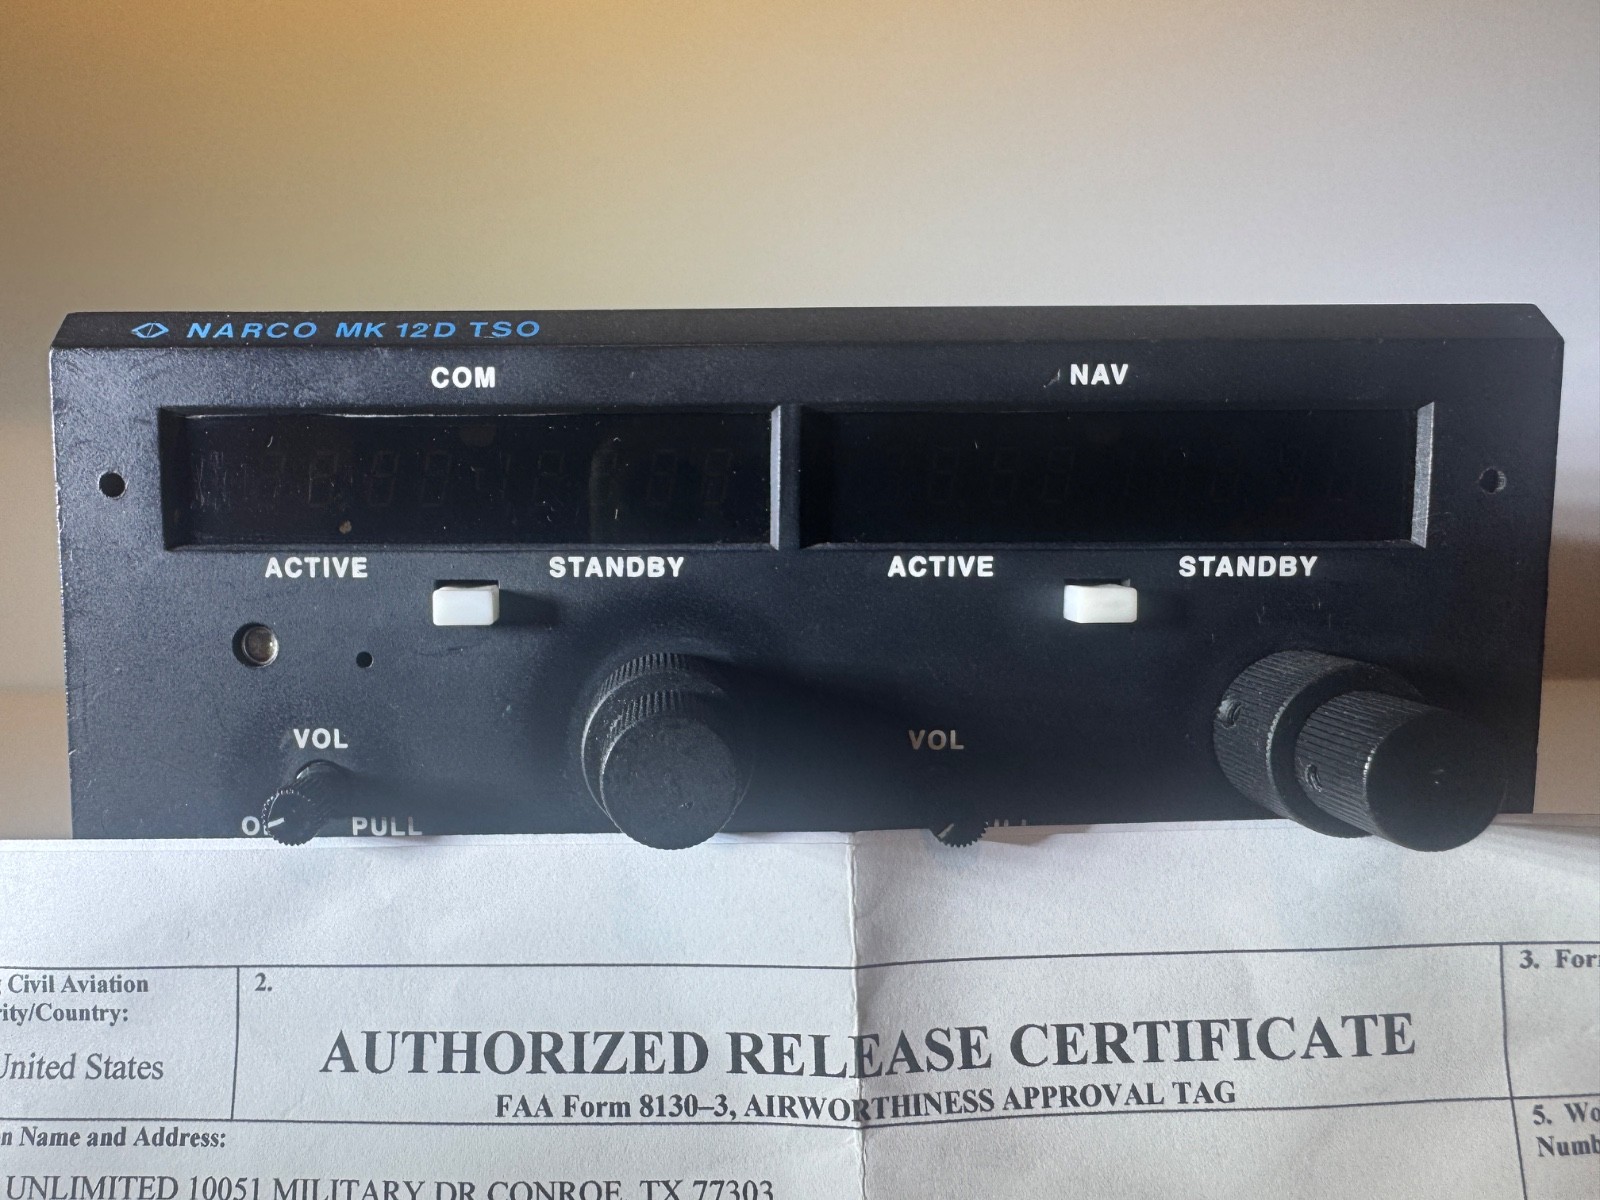 NARCO MK 12D TSO
COM NAV
ACTIVE STANDBY ACTIVE STANDBY
VOL VOL
PULL
Civil Aviation
2.
3.
AUTHORIZED RELEASE CERTIFICATE
United States
FAA Form 8130–3, AIRWORTHINESS APPROVAL TAG
Name and Address:
5.
UNLIMITED 10051 MILITARY DR CONROE, TX 77303